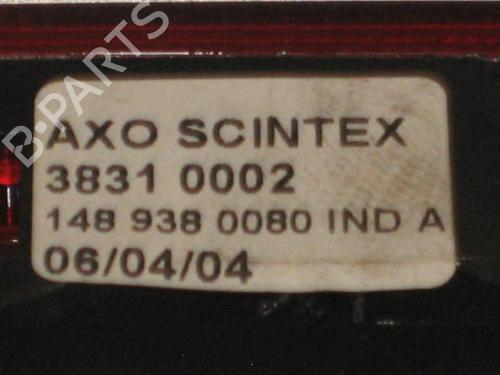 B-PARTS
AXO SCINTEX
3831 0002
148 938 0080 IND A
06/04/04